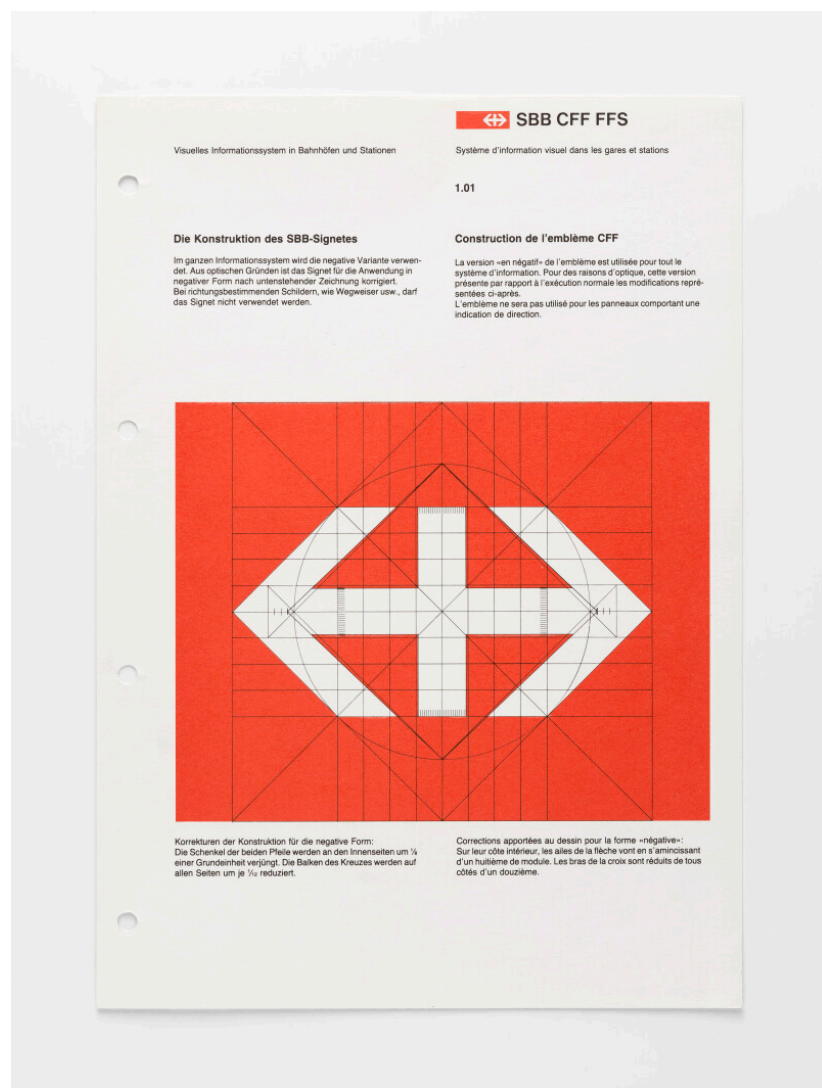 SBB CFF FFS
Visuelles Informationssystem in Bahnhöfen und Stationen
Système d'information visuel dans les gares et stations
1.01
Die Konstruktion des SBB-Signetes
Im ganzen Informationssystem wird die negative Variante verwen-
det. Aus optischen Gründen ist das Signet für die Anwendung in
negativer Form nach untenstehender Zeichnung korrigiert.
Bei richtungsbestimmenden Schildern, wie Wegweiser usw., darf
das Signet nicht verwendet werden.
Construction de l'emblème CFF
La version «en négatif» de l'emblème est utilisée pour tout le
système d'information. Pour des raisons d'optique, cette version
présente par rapport à l'exécution normale les modifications repré-
sentées ci-après.
L'emblème ne sera pas utilisé pour les panneaux comportant une
indication de direction.
Korrekturen der Konstruktion für die negative Form:
Die Schenkel der beiden Pfeile werden an den Innenseiten um ⅛
einer Grundeinheit verjüngt. Die Balken des Kreuzes werden auf
allen Seiten um je 1/12 reduziert.
Corrections apportées au dessin pour la forme «négative»:
Sur leur côte intérieur, les ailes de la flèche vont en s'amincissant
d'un huitième de module. Les bras de la croix sont réduits de tous
côtés d'un douzième.